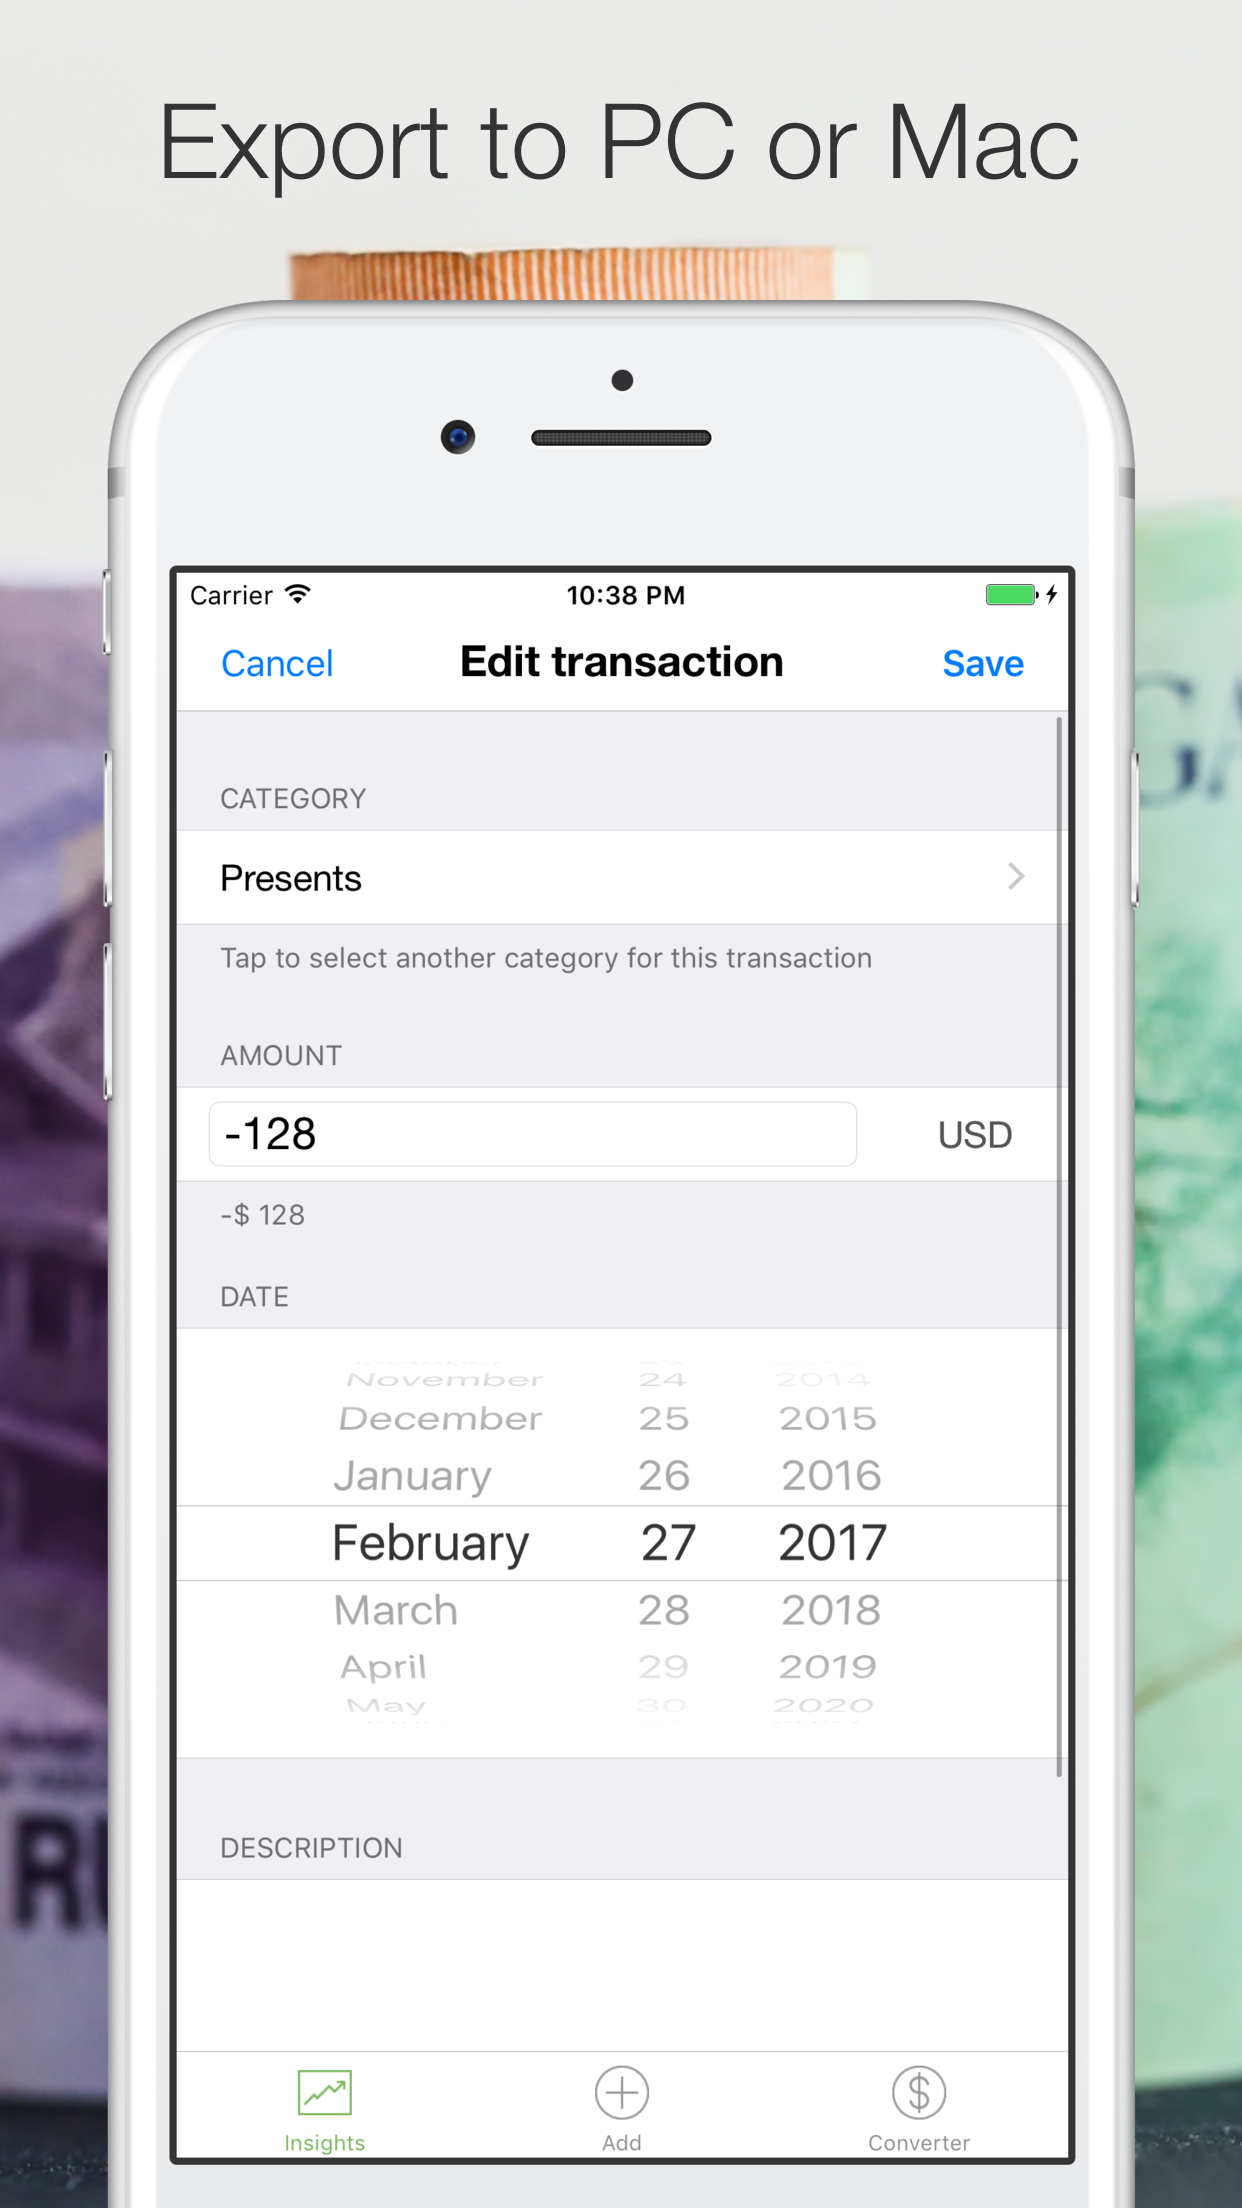 Export to PC or Mac
Carrier 10:38 PM
Cancel Edit transaction Save
CATEGORY
Presents
Tap to select another category for this transaction
AMOUNT
-128 USD
-$ 128
DATE
November 24 2014
December 25 2015
January 26 2016
February 27 2017
March 28 2018
April 29 2019
May 30 2020
DESCRIPTION
Insights Add Converter